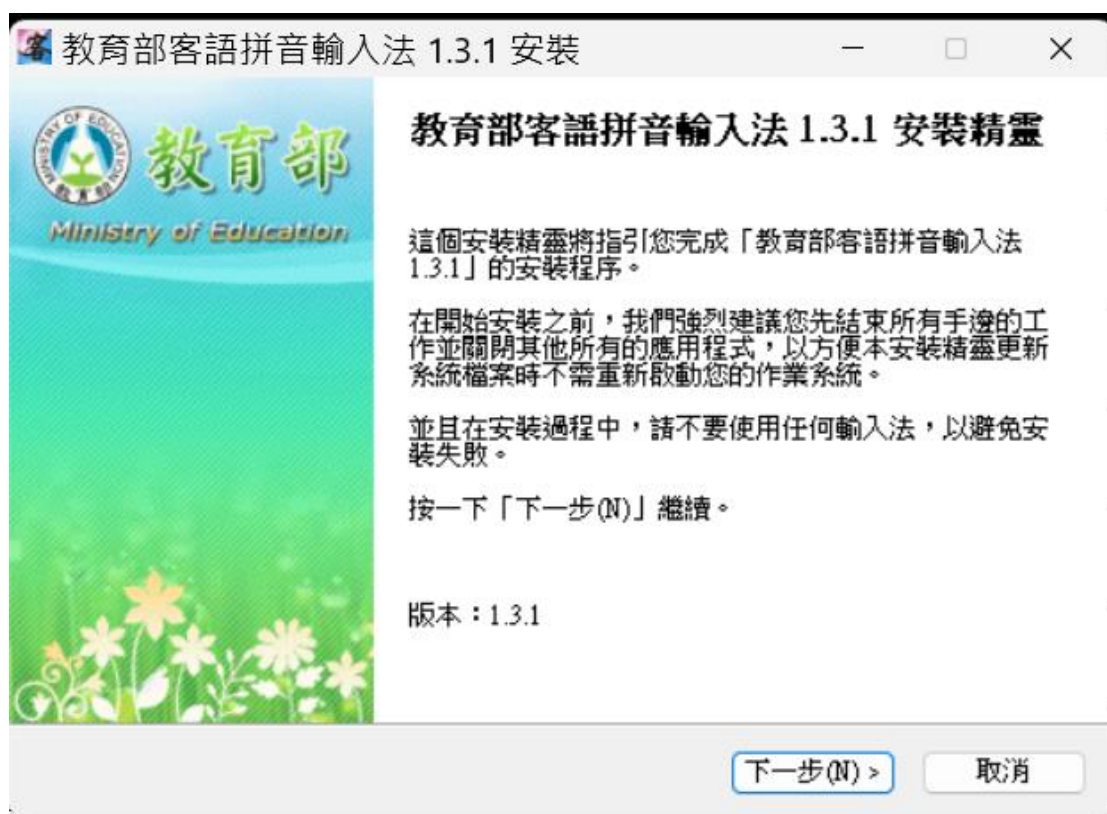 客 教育部客語拼音輸入法 1.3.1 安裝
MINISTRY OF EDUCATION
教育部
教育部
Ministry of Education
教育部客語拼音輸入法 1.3.1 安裝精靈
這個安裝精靈將指引您完成「教育部客語拼音輸入法
1.3.1」的安裝程序。
在開始安裝之前,我們強烈建議您先結束所有手邊的工
作並關閉其他所有的應用程式,以方便本安裝精靈更新
系統檔案時不需重新啟動您的作業系統。
並且在安裝過程中,請不要使用任何輸入法,以避免安
裝失敗。
按一下「下一步(N)」繼續。
版本:1.3.1
下一步(N) >
取消